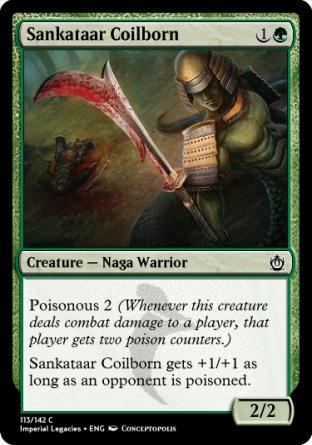 Sankataar Coilborn 1
Creature — Naga Warrior
Poisonous 2 (Whenever this creature
deals combat damage to a player, that
player gets two poison counters.)
Sankataar Coilborn gets +1/+1 as
long as an opponent is poisoned.
2/2
113/142 C
Imperial Legacies • ENG Conceptopolis